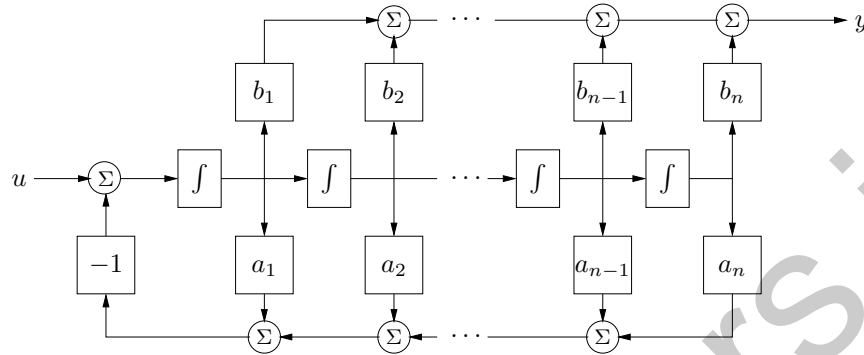 Σ ··· Σ Σ y
b₁ b₂ bₙ₋₁ bₙ
u Σ ∫ ∫ ··· ∫ ∫
−1 a₁ a₂ aₙ₋₁ aₙ
Σ Σ ··· Σ